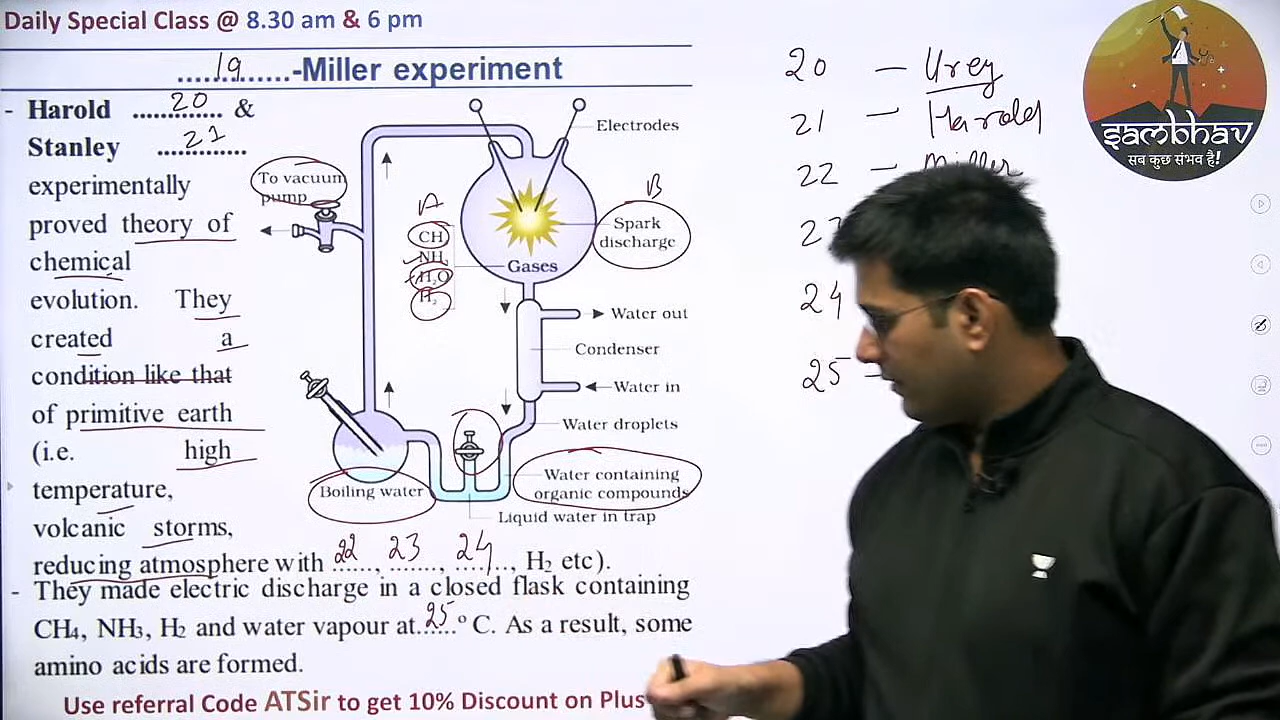 Daily Special Class @ 8.30 am & 6 pm
......19.......-Miller experiment
- Harold ....20.... &
Stanley ....21....
experimentally
proved theory of
chemical
evolution. They
created a
condition like that
of primitive earth
(i.e. high
temperature,
volcanic storms,
reducing atmosphere with ..22..., ..23..., ..24..., H₂ etc).
- They made electric discharge in a closed flask containing
CH₄, NH₃, H₂ and water vapour at..25..° C. As a result, some
amino acids are formed.
Use referral Code ATSir to get 10% Discount on Plus
Electrodes
To vacuum
pump
A
CH
NH₃
H₂O
H₂
B
Spark
discharge
Gases
Water out
Condenser
Water in
Water droplets
Water containing
organic compounds
Boiling water
Liquid water in trap
20 — Urey
21 — Harold
22 — Miller
24
25 —
sambhav
सब कुछ संभव है!